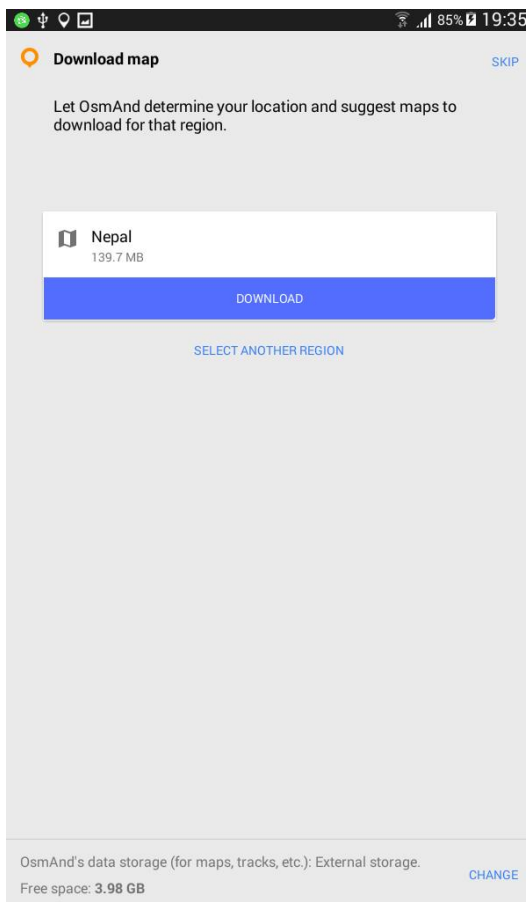 85% 19:35
Download map
SKIP
Let OsmAnd determine your location and suggest maps to
download for that region.
Nepal
139.7 MB
DOWNLOAD
SELECT ANOTHER REGION
OsmAnd's data storage (for maps, tracks, etc.): External storage.
CHANGE
Free space: 3.98 GB